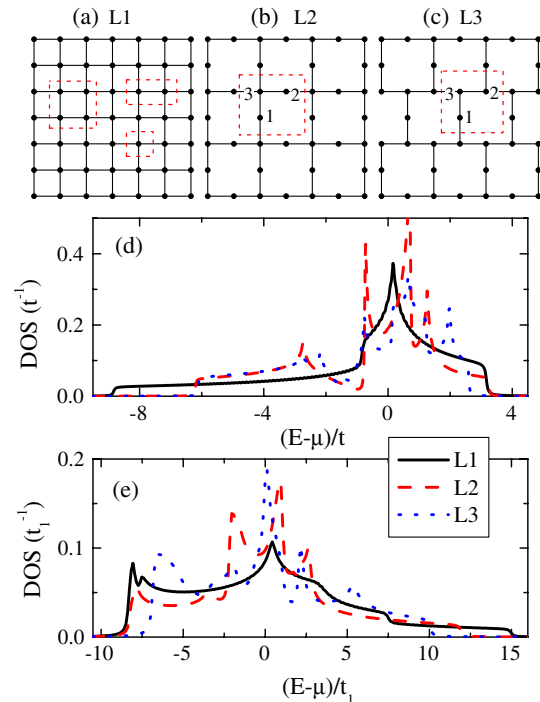 (a) L1 (b) L2 (c) L3
3 2 3 2
1 1
(d)
DOS (t⁻¹)
0.4
0.2
0.0
-8 -4 0 4
(E-μ)/t
L1
L2
L3
(e)
DOS (t₁⁻¹)
0.2
0.1
0.0
-10 -5 0 5 10 15
(E-μ)/t₁